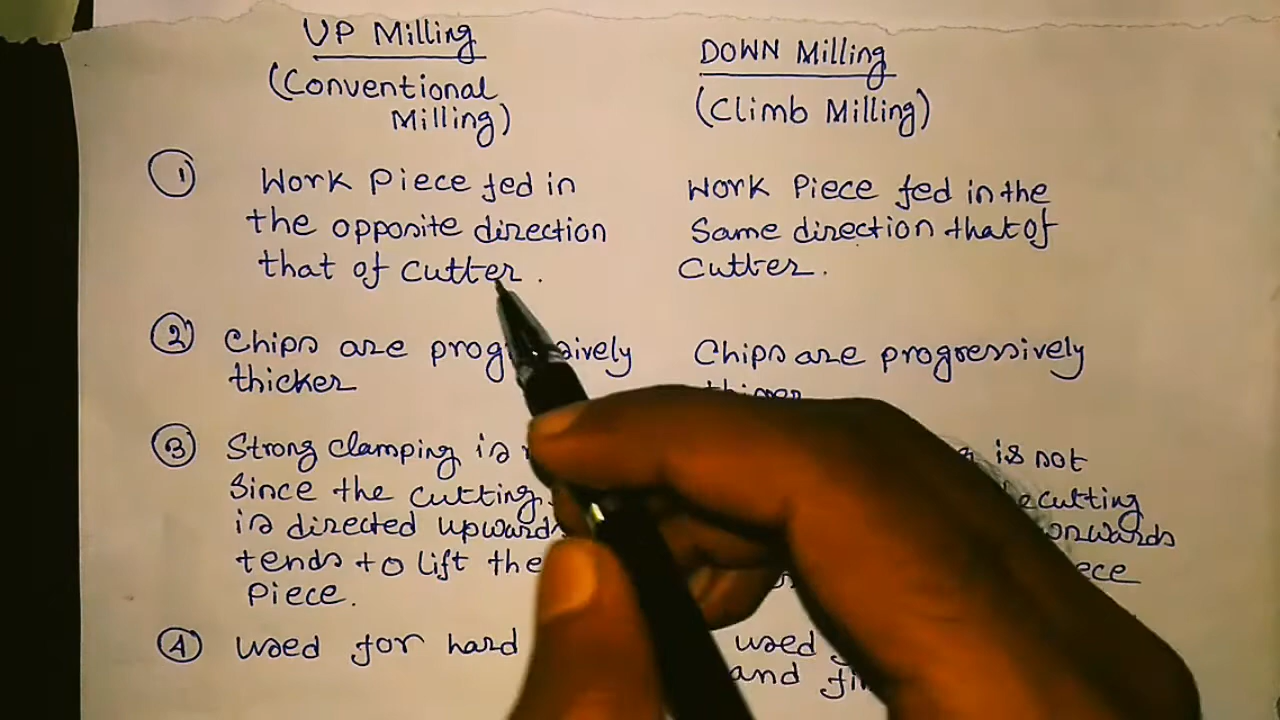 UP Milling
(Conventional
Milling)
DOWN Milling
(Climb Milling)
1 Work Piece fed in
the opposite direction
that of cutter.
Work Piece fed in the
Same direction that of
Cutter.
2 Chips are
thicker
Chips are progressively
3 Strong clamping is
Since the cutting
is directed upward
tends to lift the
Piece.
is not
cutting
4 used for hard
used
and